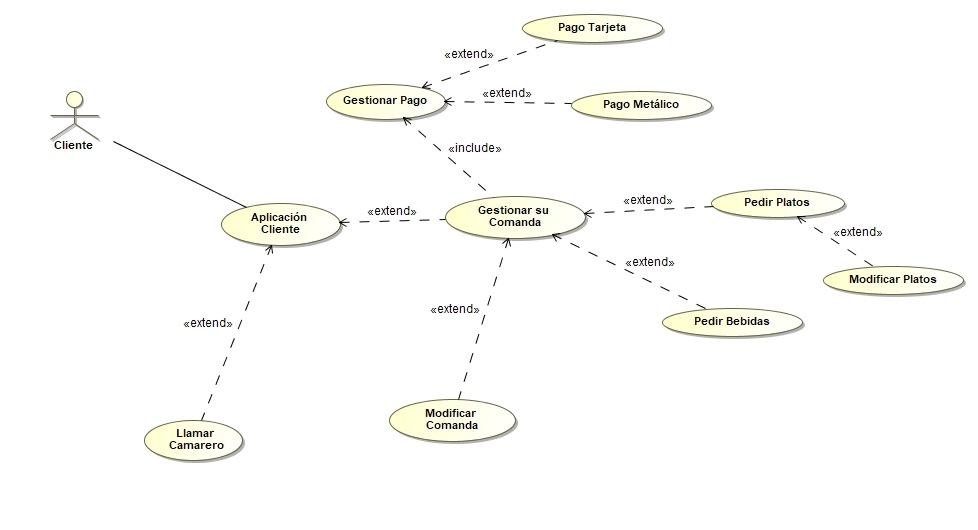 Pago Tarjeta
«extend»
Gestionar Pago
«extend»
Pago Metálico
Cliente
«include»
Aplicación
Cliente
«extend»
Gestionar su
Comanda
«extend»
Pedir Platos
«extend»
Modificar Platos
«extend»
Pedir Bebidas
«extend»
«extend»
Modificar
Comanda
Llamar
Camarero